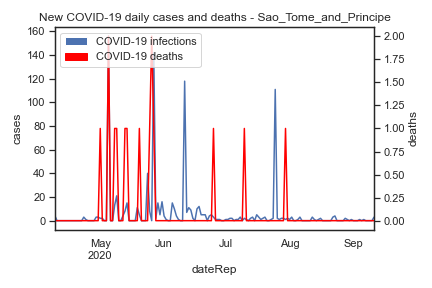 New COVID-19 daily cases and deaths - Sao_Tome_and_Principe
COVID-19 infections
COVID-19 deaths
160
140
120
100
80
60
40
20
0
cases
2.00
1.75
1.50
1.25
1.00
0.75
0.50
0.25
0.00
deaths
May Jun Jul Aug Sep
2020
dateRep